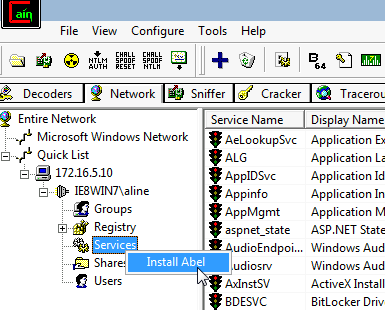 Cain
File View Configure Tools Help
NTLM AUTH CHALL SPOOF RESET CHALL SPOOF NTLM B 64
Decoders Network Sniffer Cracker Tracerou
Entire Network
Microsoft Windows Network
Quick List
172.16.5.10
IE8WIN7\aline
Groups
Registry
Services
Shares
Users
Install Abel
Service Name Display Name
AeLookupSvc Application Ex
ALG Application La
AppIDSvc Application Id
Appinfo Application In
AppMgmt Application M
aspnet_state ASP.NET State
AudioEndpoi... Windows Aud
Audiosrv Windows Aud
AxInstSV ActiveX Install
BDESVC BitLocker Driv